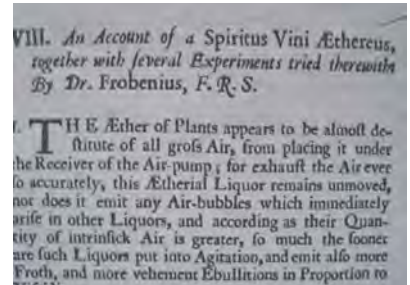 VIII. An Account of a Spiritus Vini Æthereus,
together with ſeveral Experiments tried therewith
By Dr. Frobenius, F. R. S.
I. THE Æther of Plants appears to be almoſt de-
ſtitute of all groſs Air, from placing it under
the Receiver of the Air-pump; for exhauſt the Air ever
ſo accurately, this Ætherial Liquor remains unmoved,
nor does it emit any Air-bubbles which immediately
ariſe in other Liquors, and according as their Quan-
tity of intrinſick Air is greater, ſo much the ſooner
are ſuch Liquors put into Agitation, and emit alſo more
Froth, and more vehement Ebullitions in Proportion to